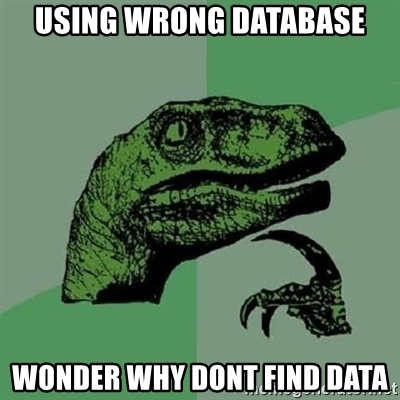 USING WRONG DATABASE
WONDER WHY DONT FIND DATA